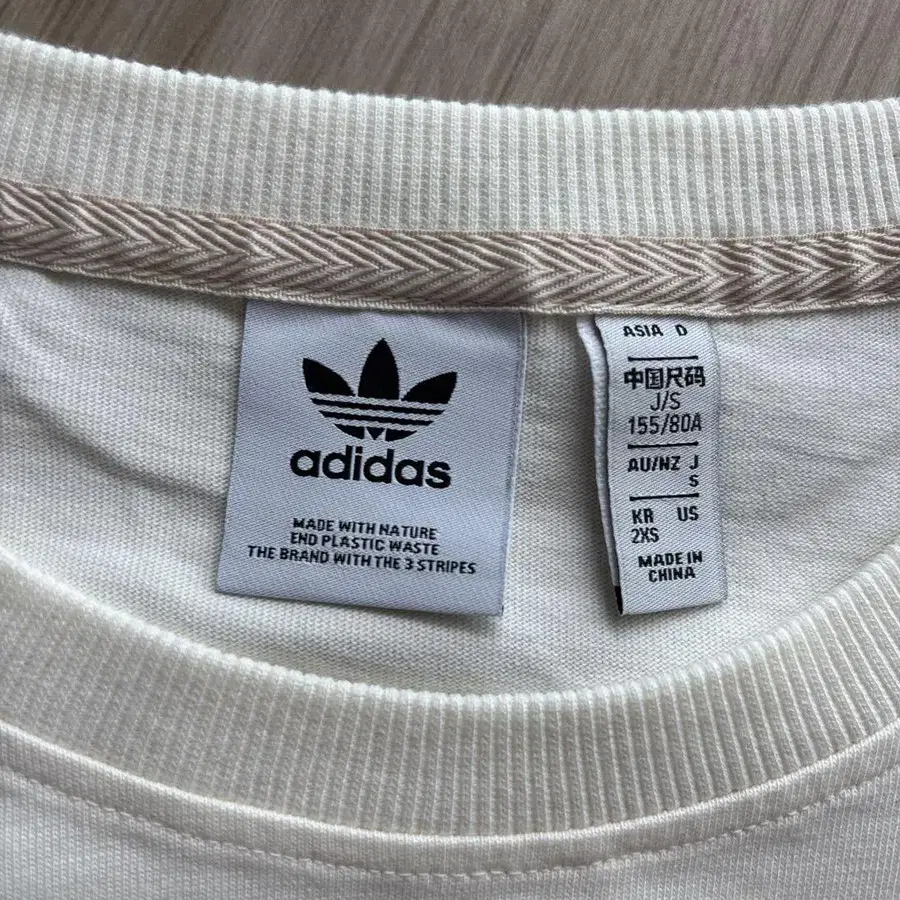 adidas
MADE WITH NATURE
END PLASTIC WASTE
THE BRAND WITH THE 3 STRIPES
ASIA D
中国尺码
J/S
155/80A
AU/NZ J
S
KR US
2XS
MADE IN
CHINA